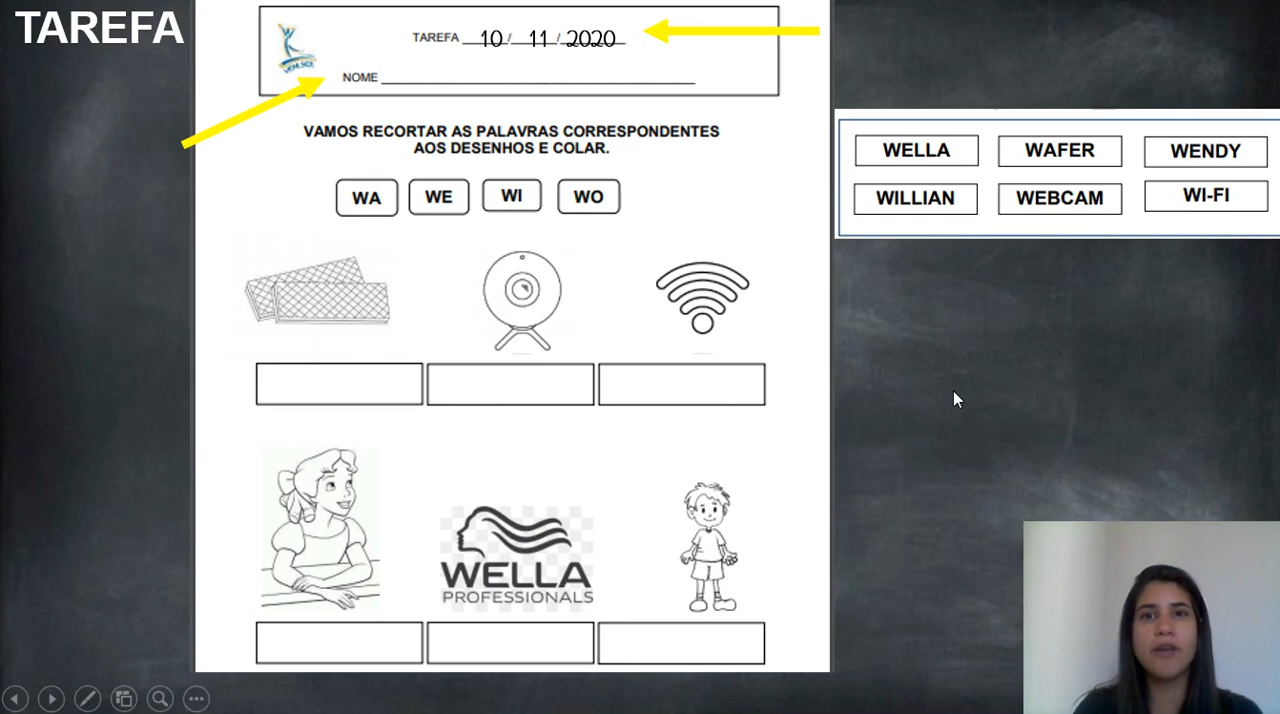 TAREFA
TAREFA 10 / 11 / 2020
NOME
VAMOS RECORTAR AS PALAVRAS CORRESPONDENTES
AOS DESENHOS E COLAR.
WA WE WI WO
WELLA
PROFESSIONALS
WELLA WAFER WENDY
WILLIAN WEBCAM WI-FI